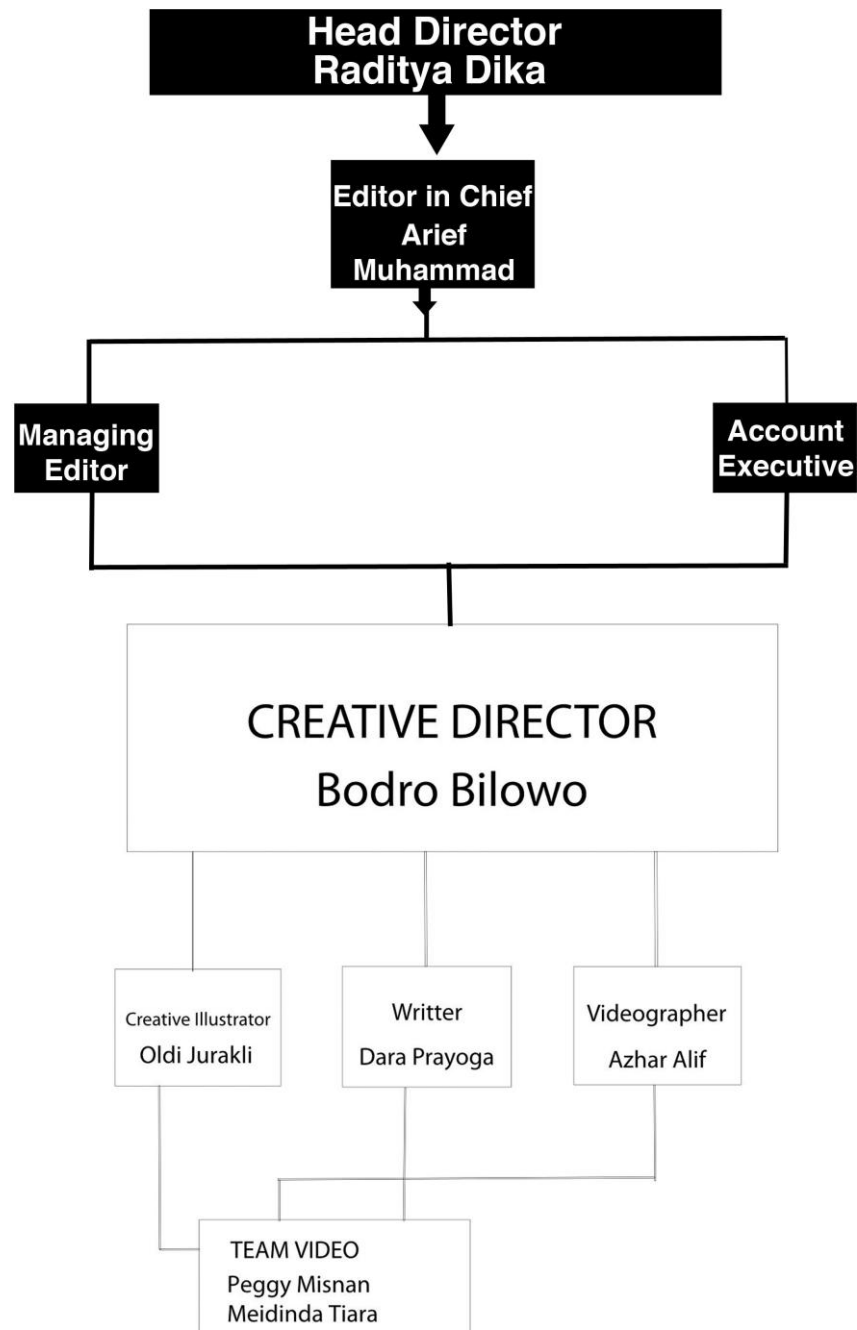 Head Director
Raditya Dika
Editor in Chief
Arief
Muhammad
Managing
Editor
Account
Executive
CREATIVE DIRECTOR
Bodro Bilowo
Creative Illustrator
Oldi Jurakli
Writter
Dara Prayoga
Videographer
Azhar Alif
TEAM VIDEO
Peggy Misnan
Meidinda Tiara